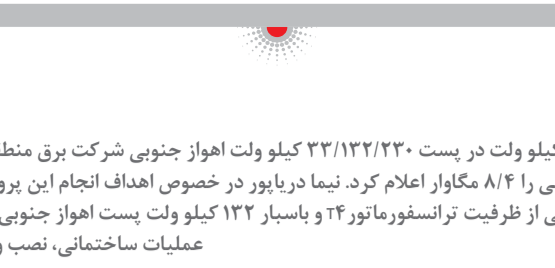 کیلو ولت در پست ۳۳/۱۳۲/۲۳۰ کیلو ولت اهواز جنوبی شرکت برق
را ۸/۴ مگاوار اعلام کرد. نیما دریاپور در خصوص اهداف انجام این
از ظرفیت ترانسفورماتور T۴ و باسبار ۱۳۲ کیلو ولت پست اهواز جنوبی
عملیات ساختمانی، نصب و